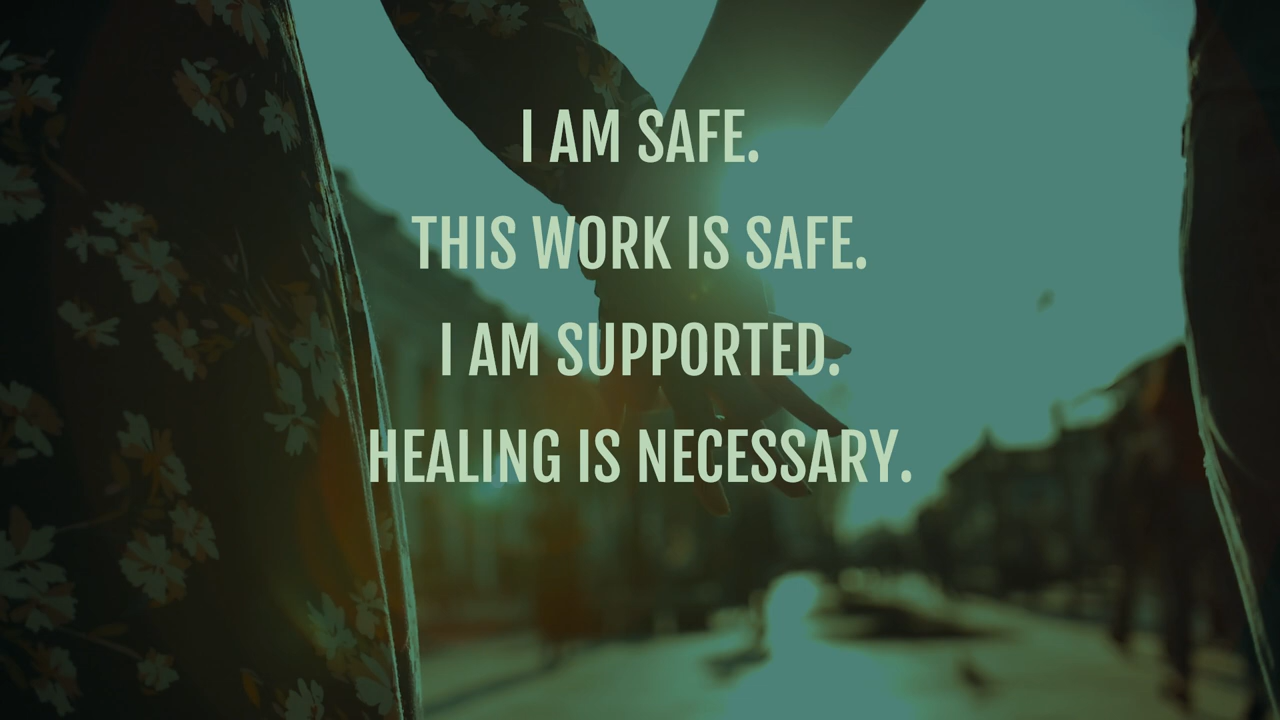 I AM SAFE.
THIS WORK IS SAFE.
I AM SUPPORTED.
HEALING IS NECESSARY.